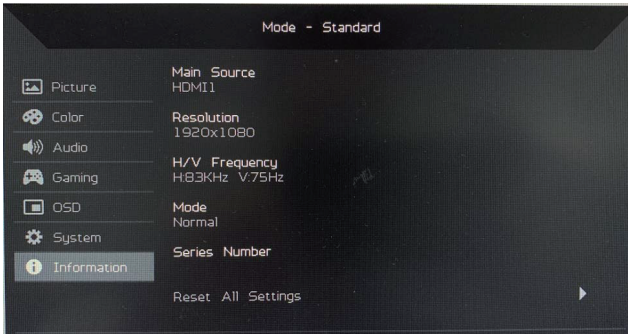 Mode - Standard
Picture
Color
Audio
Gaming
OSD
System
Information
Main Source
HDMI1
Resolution
1920x1080
H/V Frequency
H:83KHz V:75Hz
Mode
Normal
Series Number
Reset All Settings